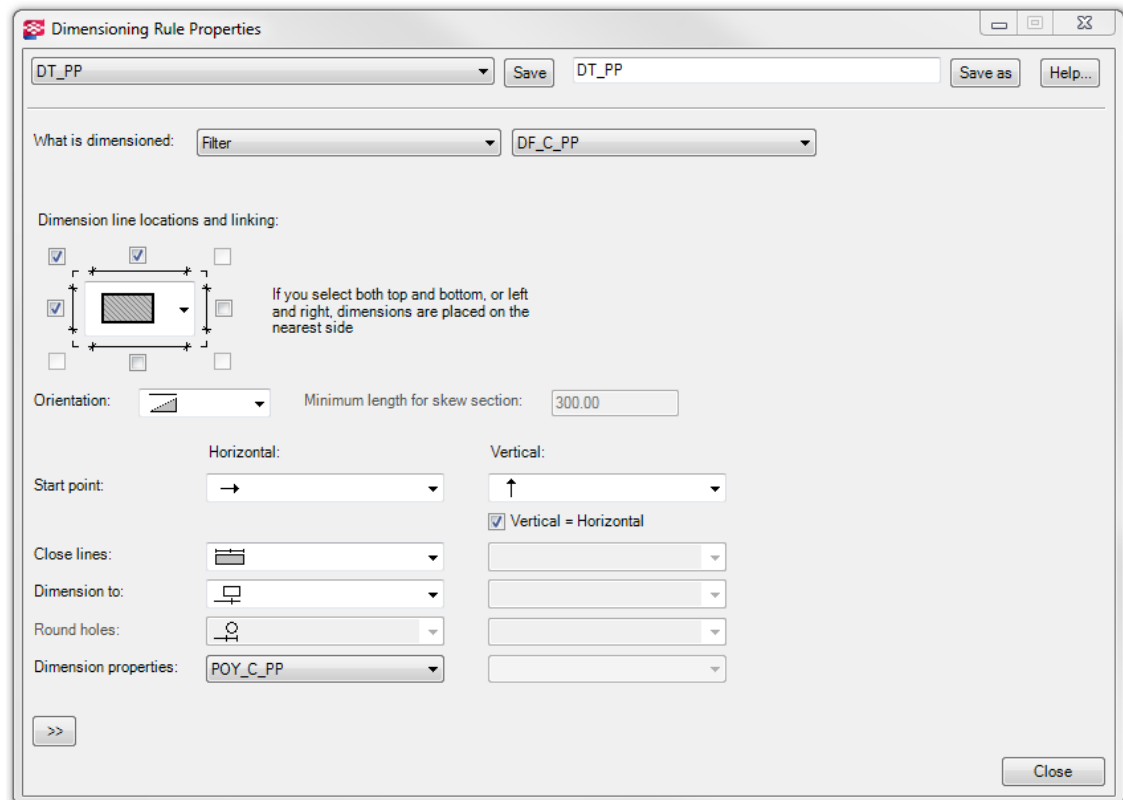 Dimensioning Rule Properties
DT_PP Save DT_PP Save as Help...
What is dimensioned: Filter DF_C_PP
Dimension line locations and linking:
If you select both top and bottom, or left
and right, dimensions are placed on the
nearest side
Orientation: Minimum length for skew section: 300.00
Horizontal: Vertical:
Start point:
Vertical = Horizontal
Close lines:
Dimension to:
Round holes:
Dimension properties: POY_C_PP
>>
Close